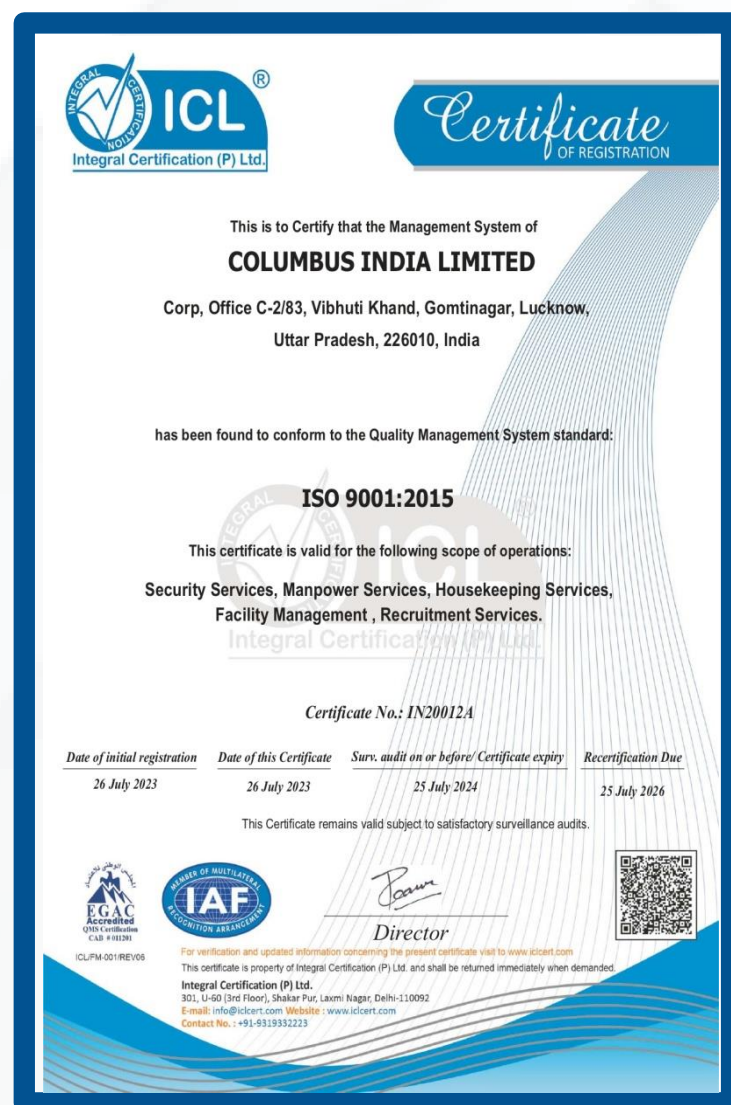 INTEGRAL CERTIFICATION
ICL ®
Integral Certification (P) Ltd.
Certificate
OF REGISTRATION
This is to Certify that the Management System of
COLUMBUS INDIA LIMITED
Corp, Office C-2/83, Vibhuti Khand, Gomtinagar, Lucknow,
Uttar Pradesh, 226010, India
has been found to conform to the Quality Management System standard:
ISO 9001:2015
This certificate is valid for the following scope of operations:
Security Services, Manpower Services, Housekeeping Services,
Facility Management , Recruitment Services.
INTEGRAL CERTIFICATION
ICL ®
Integral Certification (P) Ltd.
Certificate No.: IN20012A
Date of initial registration Date of this Certificate Surv. audit on or before/ Certificate expiry Recertification Due
26 July 2023 26 July 2023 25 July 2024 25 July 2026
This Certificate remains valid subject to satisfactory surveillance audits.
EGAC
Accredited
QMS Certification
CAB # 011201
MEMBER OF MULTILATERAL
IAF
RECOGNITION ARRANGEMENT
Director
ICL/FM-001/REV06
For verification and updated information concerning the present certificate visit to www.iclcert.com
This certificate is property of Integral Certification (P) Ltd. and shall be returned immediately when demanded.
Integral Certification (P) Ltd.
301, U-60 (3rd Floor), Shakar Pur, Laxmi Nagar, Delhi-110092
E-mail: info@iclcert.com Website : www.iclcert.com
Contact No. : +91-9319332223